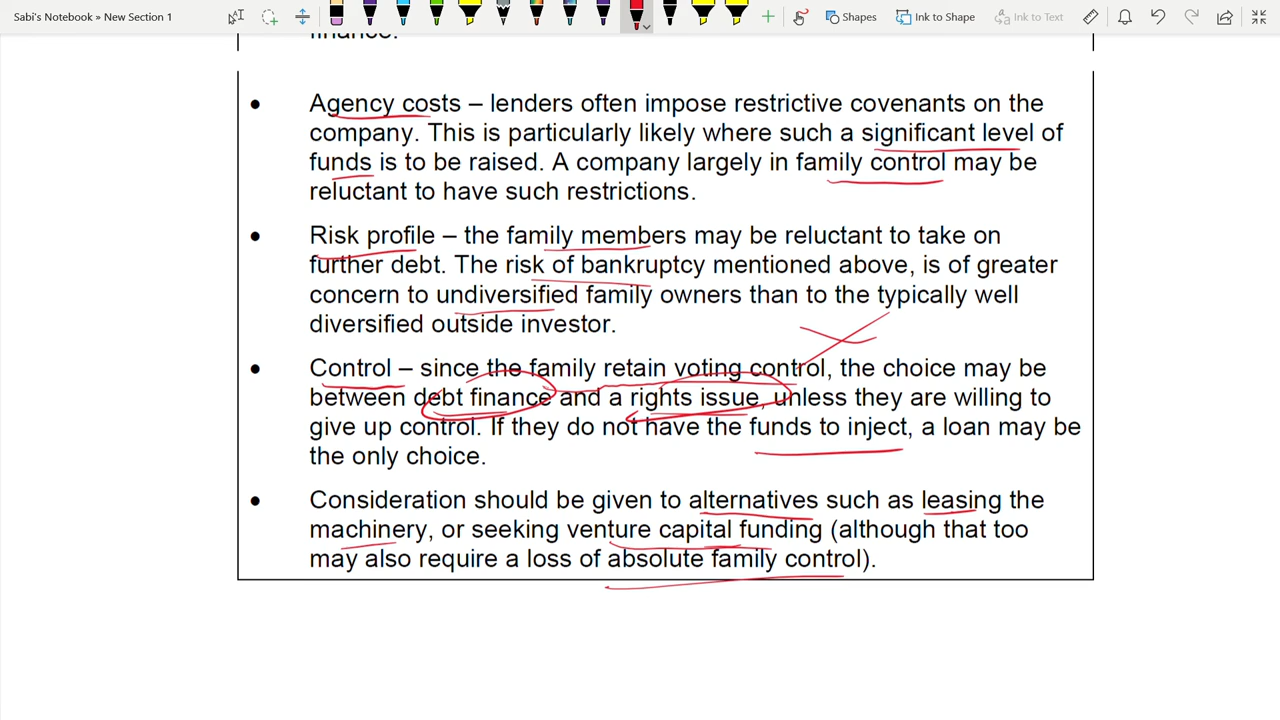 Sabi's Notebook » New Section 1
Shapes
Ink to Shape
Ink to Text
finance.
• Agency costs – lenders often impose restrictive covenants on the
company. This is particularly likely where such a significant level of
funds is to be raised. A company largely in family control may be
reluctant to have such restrictions.
• Risk profile – the family members may be reluctant to take on
further debt. The risk of bankruptcy mentioned above, is of greater
concern to undiversified family owners than to the typically well
diversified outside investor.
• Control – since the family retain voting control, the choice may be
between debt finance and a rights issue, unless they are willing to
give up control. If they do not have the funds to inject, a loan may be
the only choice.
• Consideration should be given to alternatives such as leasing the
machinery, or seeking venture capital funding (although that too
may also require a loss of absolute family control).